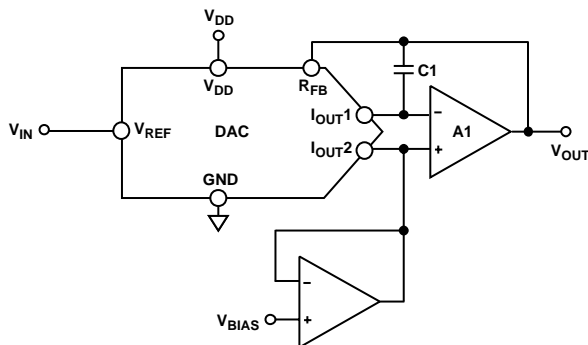 VDD
VDD
RFB
C1
VIN
VREF
DAC
IOUT1
IOUT2
GND
−
A1
+
VOUT
−
VBIAS
+